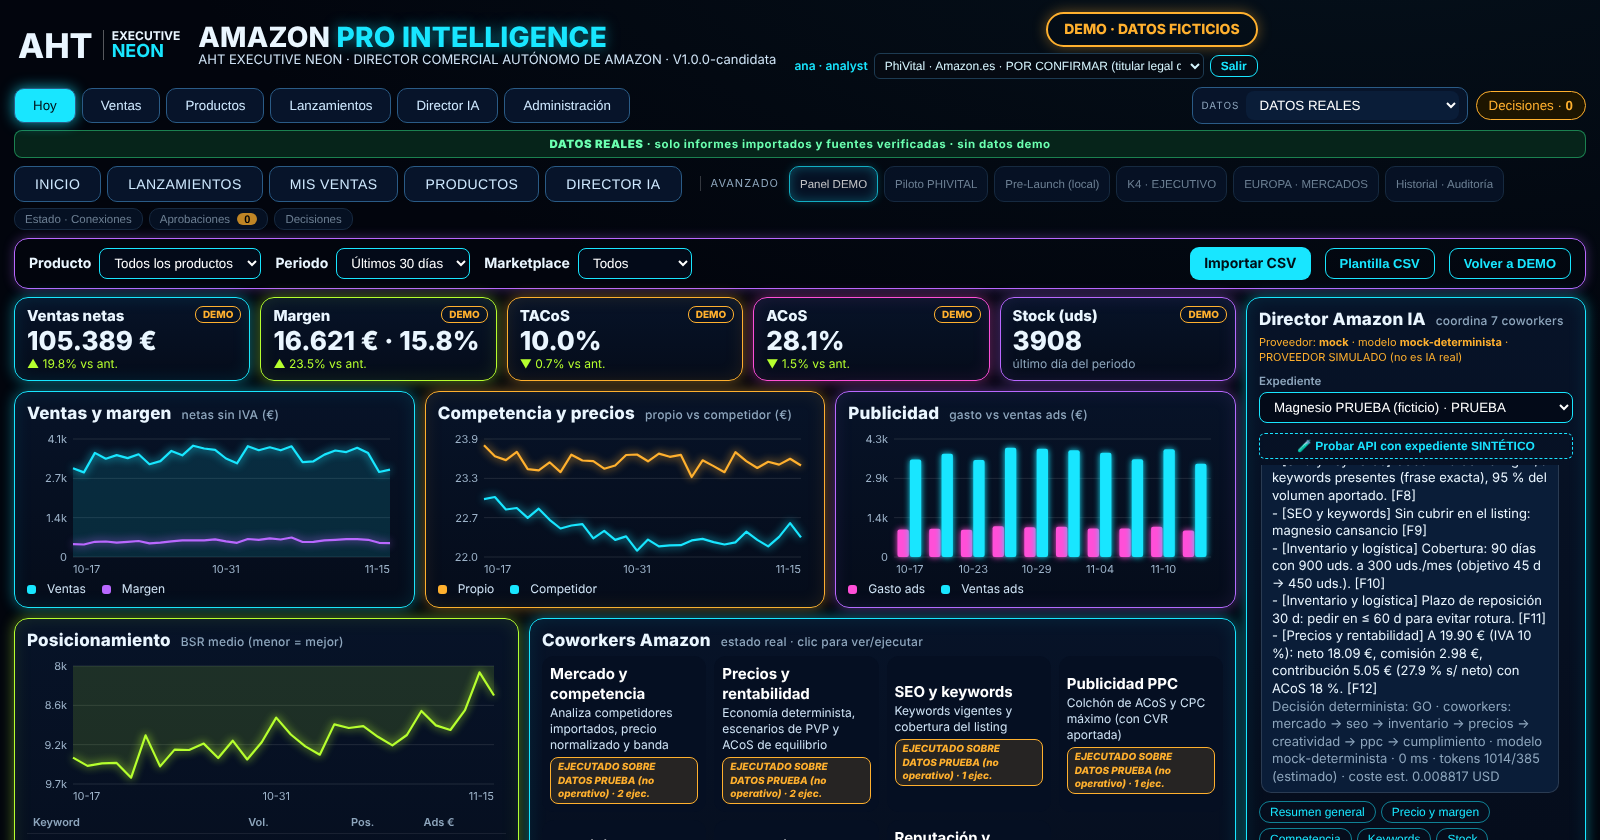 AHT EXECUTIVE NEON
AMAZON PRO INTELLIGENCE
AHT EXECUTIVE NEON · DIRECTOR COMERCIAL AUTÓNOMO DE AMAZON · V1.0.0-candidata
DEMO · DATOS FICTICIOS
ana · analyst PhiVital · Amazon.es · POR CONFIRMAR (titular legal c Salir
Hoy Ventas Productos Lanzamientos Director IA Administración
DATOS DATOS REALES Decisiones · 0
DATOS REALES · solo informes importados y fuentes verificadas · sin datos demo
INICIO LANZAMIENTOS MIS VENTAS PRODUCTOS DIRECTOR IA AVANZADO Panel DEMO Piloto PHIVITAL Pre-Launch (local) K4 · EJECUTIVO EUROPA · MERCADOS Historial · Auditoría
Estado · Conexiones Aprobaciones 0 Decisiones
Producto Todos los productos Periodo Últimos 30 días Marketplace Todos Importar CSV Plantilla CSV Volver a DEMO
Ventas netas DEMO
105.389 €
▲ 19.8% vs ant.
Margen DEMO
16.621 € · 15.8%
▲ 23.5% vs ant.
TACoS DEMO
10.0%
▼ 0.7% vs ant.
ACoS DEMO
28.1%
▼ 1.5% vs ant.
Stock (uds) DEMO
3908
último día del periodo
Ventas y margen netas sin IVA (€)
4.1k
2.7k
1.4k
0
10-17 10-31 11-15
Ventas Margen
Competencia y precios propio vs competidor (€)
23.9
23.3
22.7
22.0
10-17 10-31 11-15
Propio Competidor
Publicidad gasto vs ventas ads (€)
4.3k
2.9k
1.4k
0
10-17 10-23 10-29 11-04 11-10
Gasto ads Ventas ads
Posicionamiento BSR medio (menor = mejor)
8k
8.6k
9.2k
9.7k
10-17 10-31 11-15
Keyword Vol. Pos. Ads €
Coworkers Amazon estado real · clic para ver/ejecutar
Mercado y
competencia
Analiza competidores
importados, precio
normalizado y banda
EJECUTADO SOBRE
DATOS PRUEBA (no
operativo) · 2 ejec.
Precios y
rentabilidad
Economía determinista,
escenarios de PVP y
ACoS de equilibrio
EJECUTADO SOBRE
DATOS PRUEBA (no
operativo) · 2 ejec.
SEO y keywords
Keywords vigentes y
cobertura del listing
EJECUTADO SOBRE
DATOS PRUEBA (no
operativo) · 1 ejec.
Publicidad PPC
Colchón de ACoS y CPC
máximo (con CVR
aportada)
EJECUTADO SOBRE
DATOS PRUEBA (no
operativo) · 1 ejec.
Reputación y
Director Amazon IA coordina 7 coworkers
Proveedor: mock · modelo mock-determinista ·
PROVEEDOR SIMULADO (no es IA real)
Expediente
Magnesio PRUEBA (ficticio) · PRUEBA
Probar API con expediente SINTÉTICO
keywords presentes (frase exacta), 95 % del
volumen aportado. [F8]
- [SEO y keywords] Sin cubrir en el listing:
magnesio cansancio [F9]
- [Inventario y logística] Cobertura: 90 días
con 900 uds. a 300 uds./mes (objetivo 45 d
→ 450 uds.). [F10]
- [Inventario y logística] Plazo de reposición
30 d: pedir en ≤ 60 d para evitar rotura. [F11]
- [Precios y rentabilidad] A 19.90 € (IVA 10
%): neto 18.09 €, comisión 2.98 €,
contribución 5.05 € (27.9 % s/ neto) con
ACoS 18 %. [F12]
Decisión determinista: GO · coworkers:
mercado → seo → inventario → precios →
creatividad → ppc → cumplimiento · modelo
mock-determinista · 0 ms · tokens 1014/385
(estimado) · coste est. 0.008817 USD
Resumen general Precio y margen
Competencia Keywords Stock